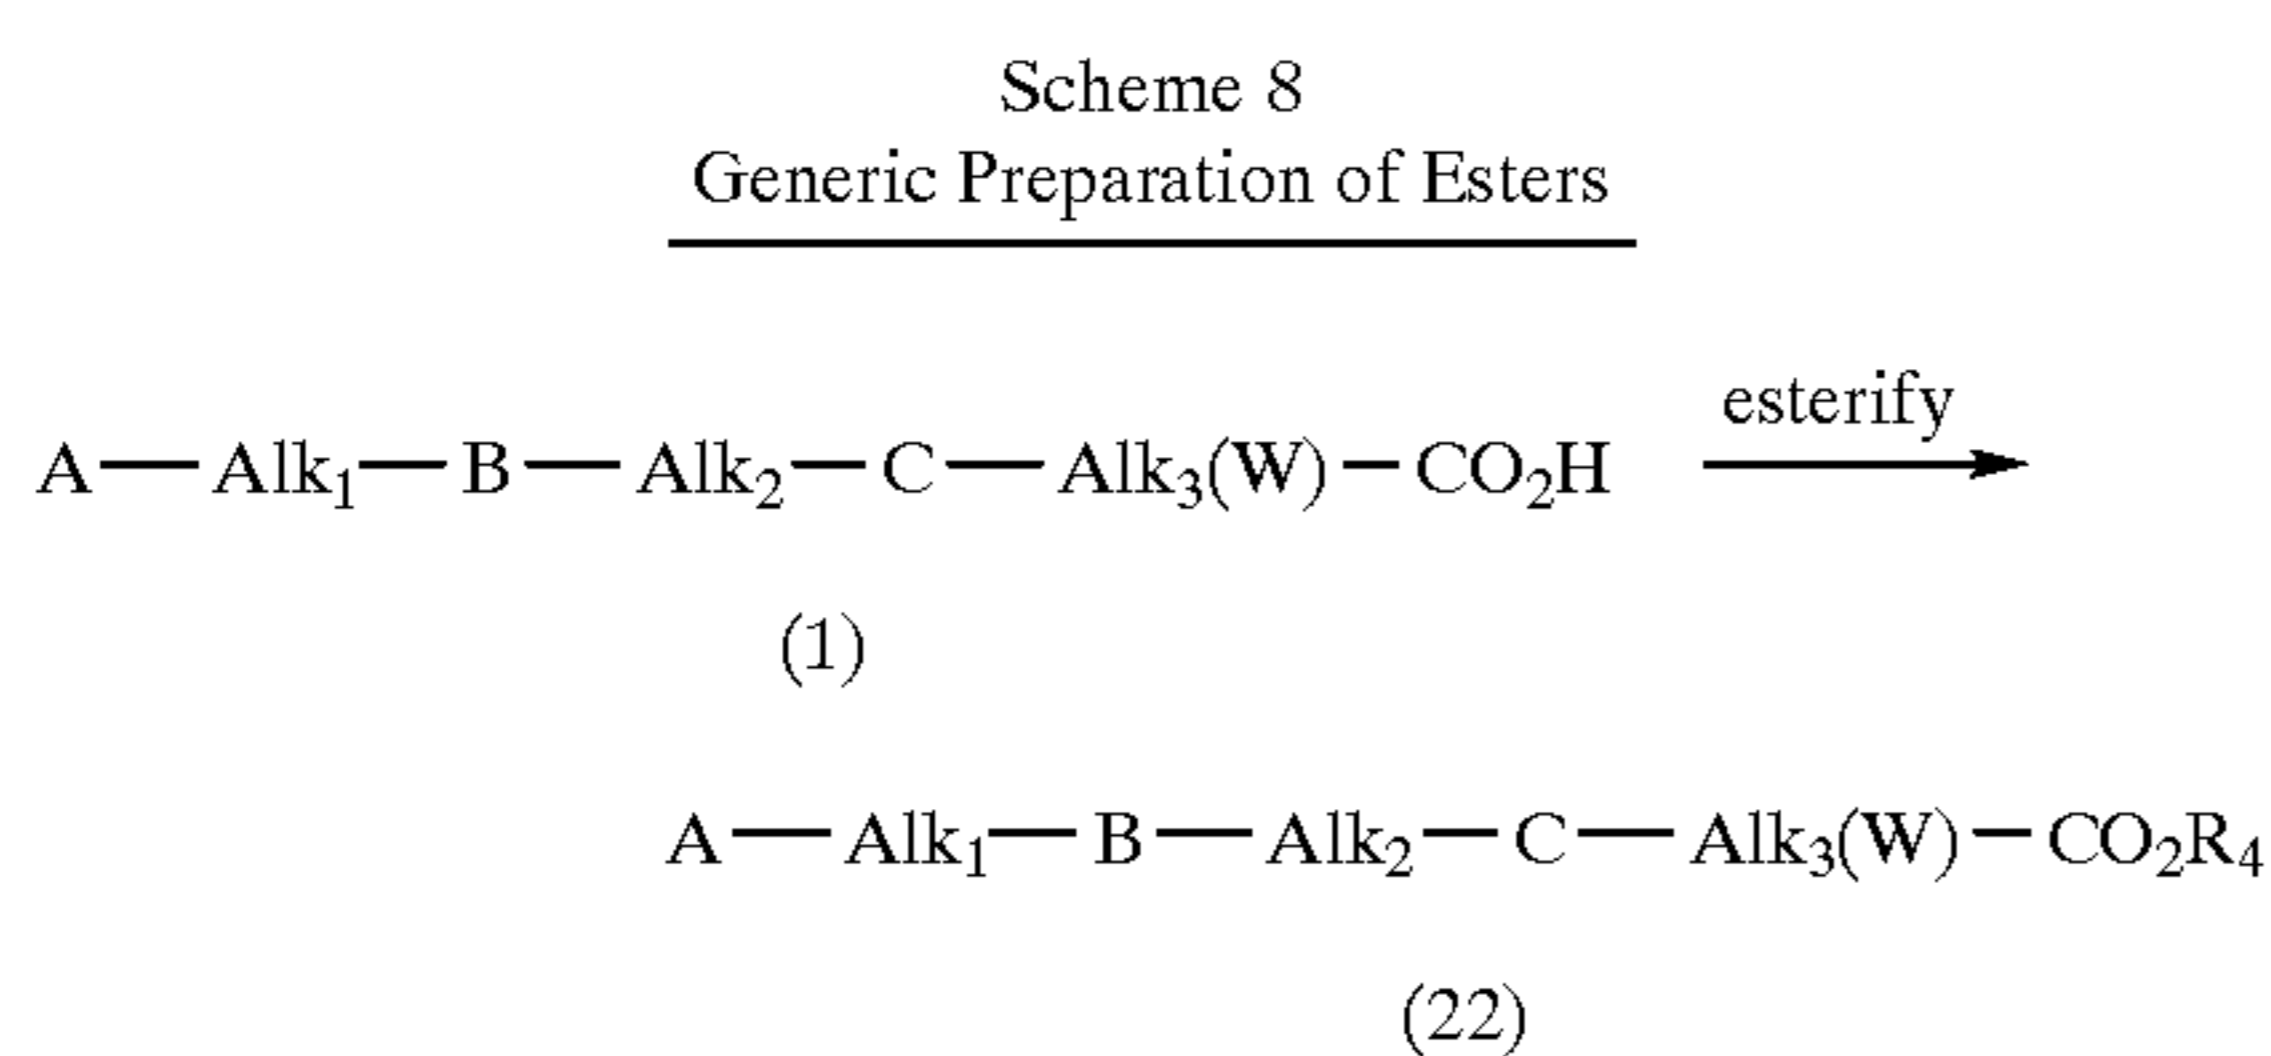 Scheme 8
Generic Preparation of Esters
A—Alk₁—B—Alk₂—C—Alk₃(W)—CO₂H esterify
(1)
A—Alk₁—B—Alk₂—C—Alk₃(W)—CO₂R₄
(22)